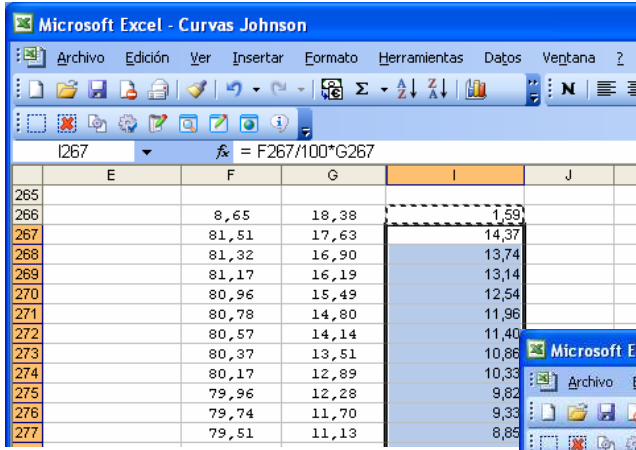 Microsoft Excel - Curvas Johnson
Archivo Edición Ver Insertar Formato Herramientas Datos Ventana ?
Σ A Z Z A N
I267 fx = F267/100*G267
E F G I J
265
266 8,65 18,38 1,59
267 81,51 17,63 14,37
268 81,32 16,90 13,74
269 81,17 16,19 13,14
270 80,96 15,49 12,54
271 80,78 14,80 11,96
272 80,57 14,14 11,40
273 80,37 13,51 10,86
274 80,17 12,89 10,33
275 79,96 12,28 9,82
276 79,74 11,70 9,33
277 79,51 11,13 8,85
Microsoft E
Archivo